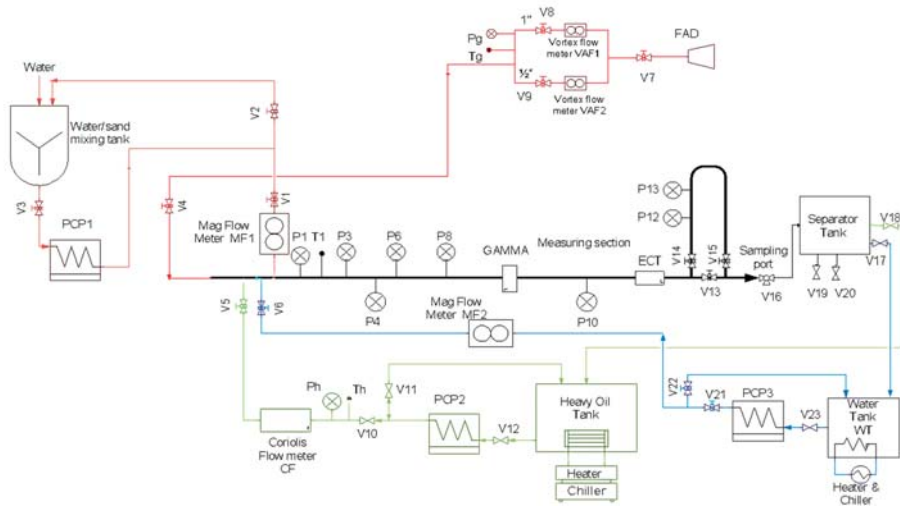 1"
V8
Vortex flow
meter VAF1
Pg
Tg
FAD
½"
V9
V7
Vortex flow
meter VAF2
Water
V2
Water/sand
mixing tank
V3
PCP1
V4
V1
Mag Flow
Meter MF1
P1
T1
P3
P6
P8
GAMMA
Measuring section
ECT
P13
P12
V14
V15
V13
Sampling
port
V16
Separator
Tank
V18
V17
V19
V20
V5
V6
P4
P10
Mag Flow
Meter MF2
Ph
Th
V11
V10
Coriolis
Flow meter
CF
PCP2
V12
Heavy Oil
Tank
Heater
Chiller
V22
V21
PCP3
V23
Water
Tank
WT
Heater &
Chiller